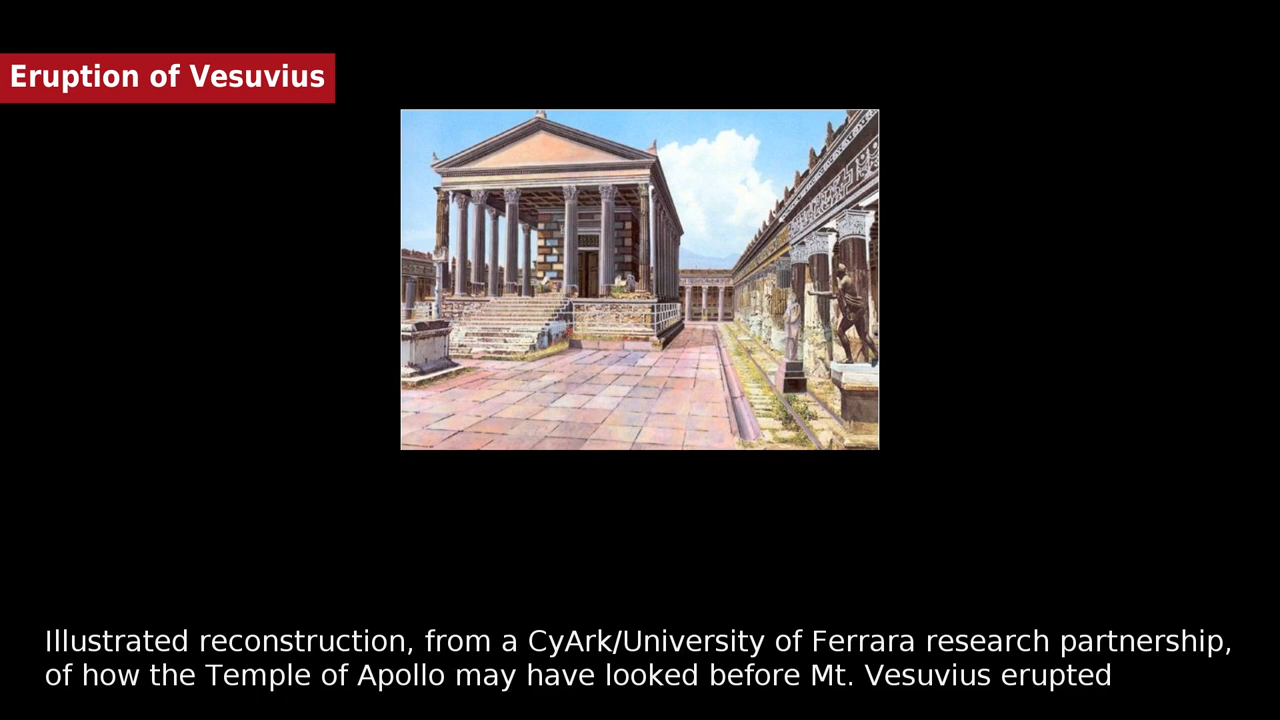 Eruption of Vesuvius
Illustrated reconstruction, from a CyArk/University of Ferrara research partnership,
of how the Temple of Apollo may have looked before Mt. Vesuvius erupted